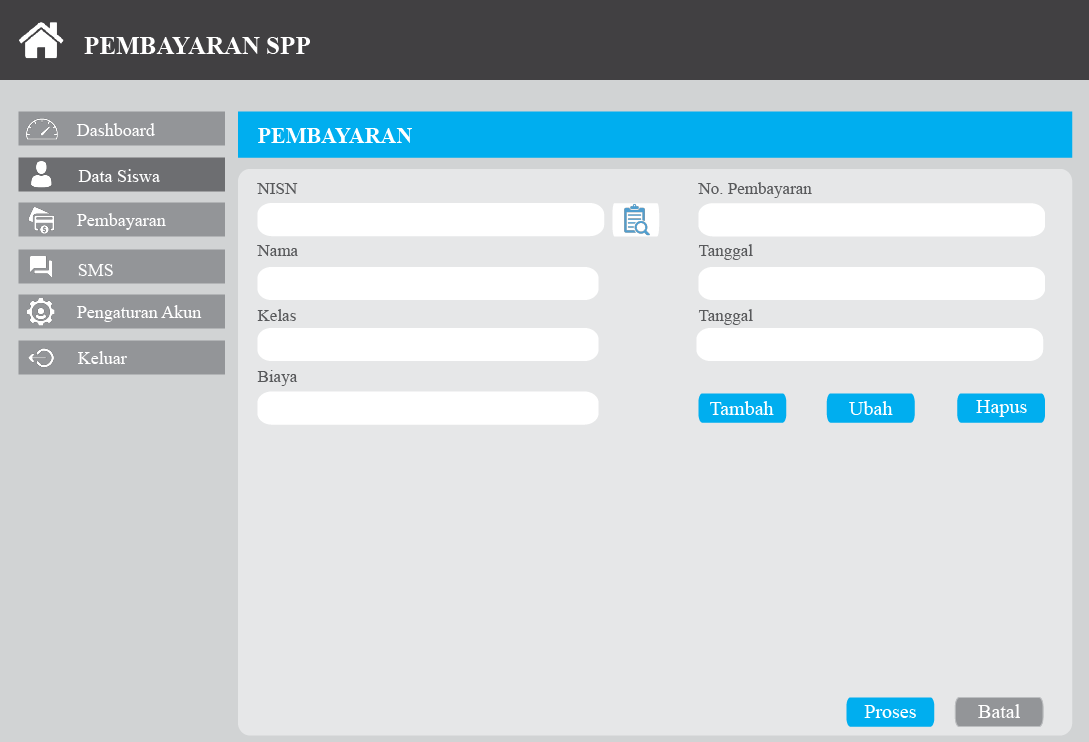 PEMBAYARAN SPP
Dashboard
Data Siswa
Pembayaran
SMS
Pengaturan Akun
Keluar
PEMBAYARAN
NISN
No. Pembayaran
Nama
Tanggal
Kelas
Tanggal
Biaya
Tambah
Ubah
Hapus
Proses
Batal